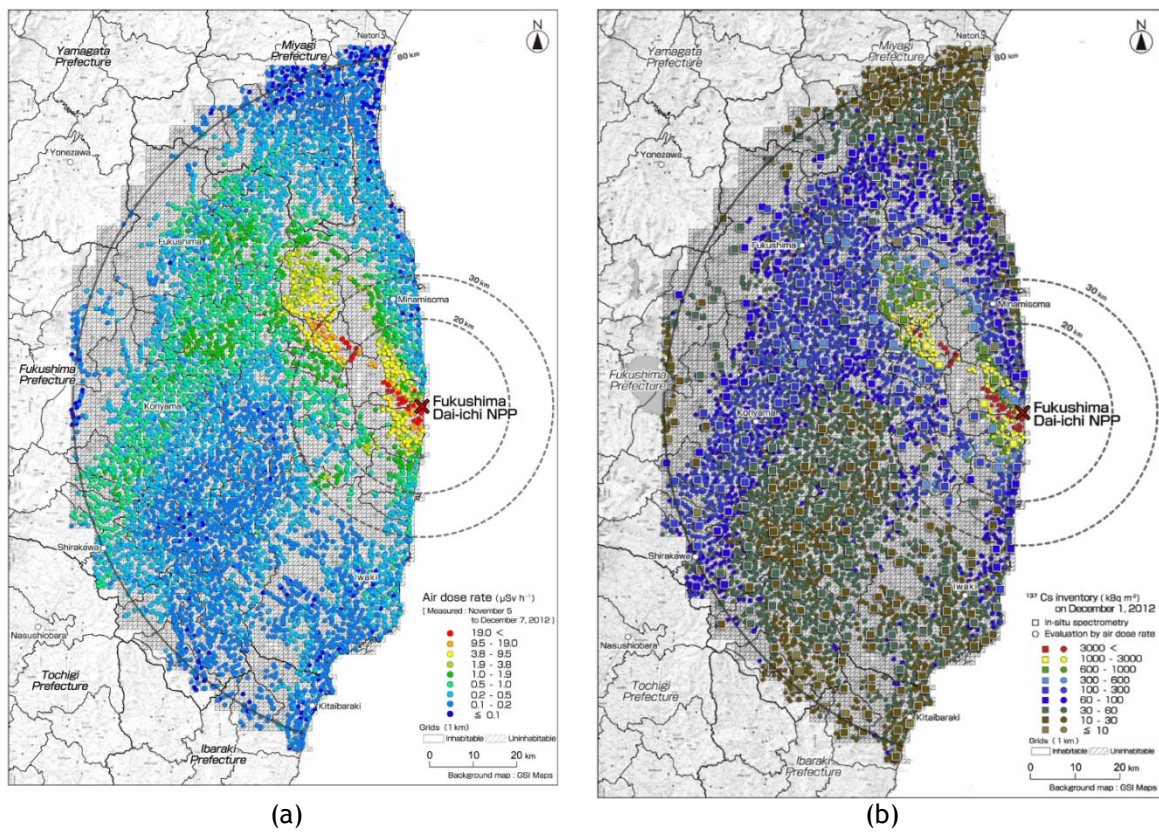 N
Natori
Miyagi
Prefecture
Yamagata
Prefecture
80 km
Yonezawa
Fukushima
30 km
Minamisoma
20 km
Fukushima
Prefecture
Koriyama
Fukushima
Dai-ichi NPP
Shirakawa
Iwaki
Nasushiobara
Tochigi
Prefecture
Kitaibaraki
Ibaraki
Prefecture
Air dose rate (μSv h⁻¹)
[ Measured : November 5
to December 7, 2012 ]
19.0 <
9.5 - 19.0
3.8 - 9.5
1.9 - 3.8
1.0 - 1.9
0.5 - 1.0
0.2 - 0.5
0.1 - 0.2
≦ 0.1
Grids (1 km)
Inhabitable Uninhabitable
0 20 km
Background map : GSI Maps
(a)
N
Natori
Miyagi
Prefecture
Yamagata
Prefecture
80 km
Yonezawa
Fukushima
30 km
Minamisoma
20 km
Fukushima
Prefecture
Koriyama
Fukushima
Dai-ichi NPP
Shirakawa
Iwaki
Nasushiobara
Tochigi
Prefecture
Kitaibaraki
Ibaraki
Prefecture
¹³⁷Cs inventory (kBq m⁻²)
on December 1, 2012
In-situ spectrometry
Evaluation by air dose rate
3000 <
1000 - 3000
600 - 1000
300 - 600
100 - 300
60 - 100
30 - 60
10 - 30
≦ 10
Grids (1 km)
Inhabitable Uninhabitable
0 20 km
Background map : GSI Maps
(b)